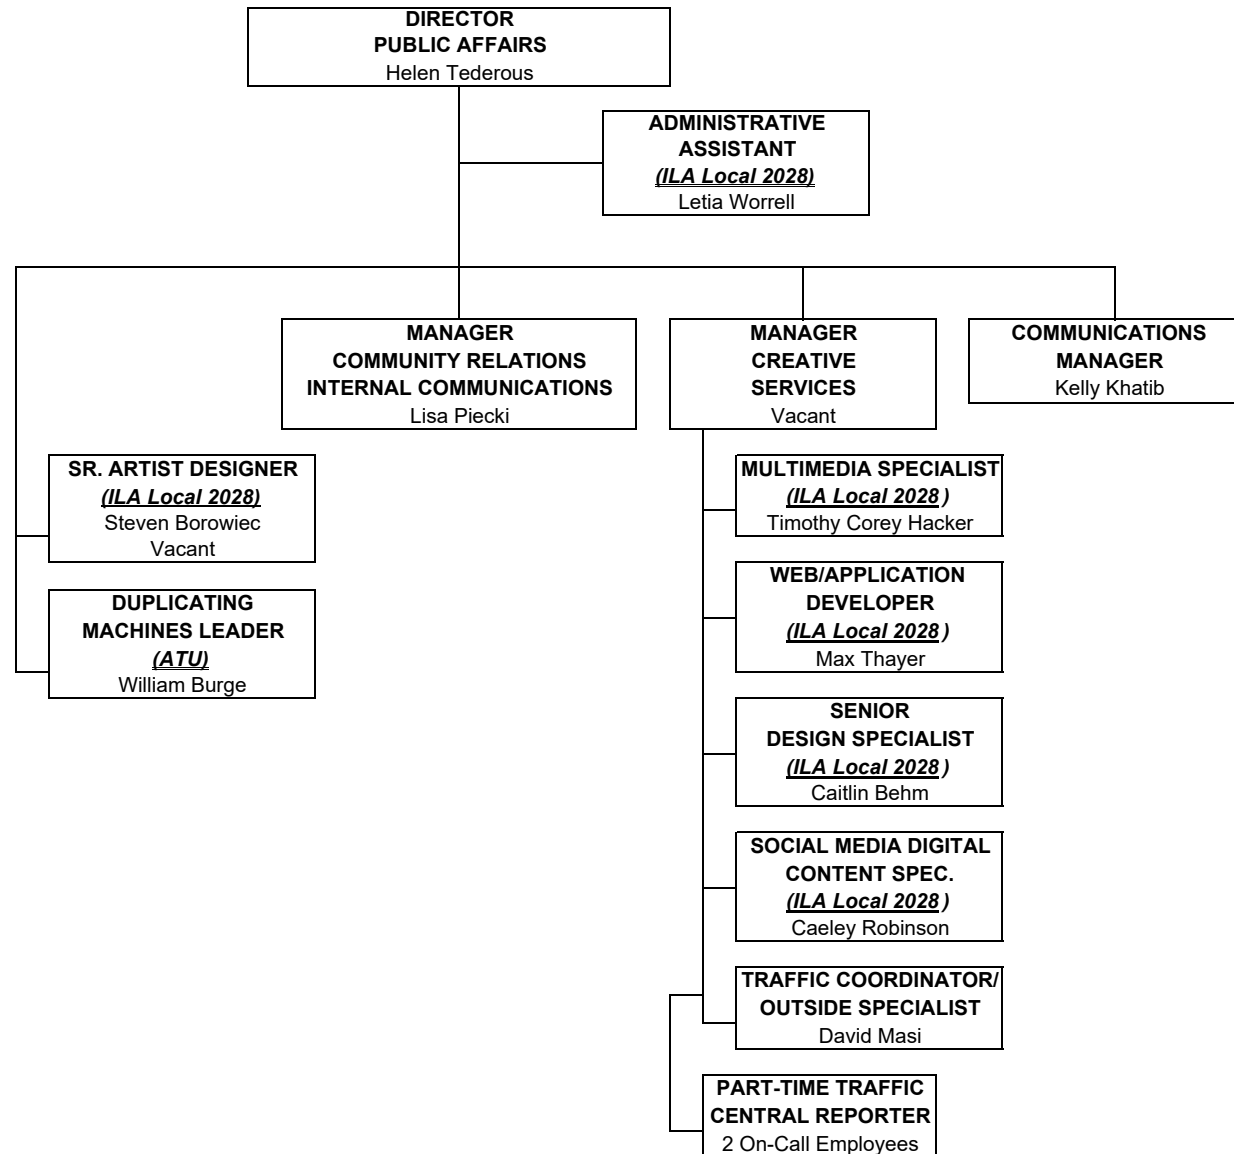 DIRECTOR
PUBLIC AFFAIRS
Helen Tederous
ADMINISTRATIVE
ASSISTANT
(ILA Local 2028)
Letia Worrell
MANAGER
COMMUNITY RELATIONS
INTERNAL COMMUNICATIONS
Lisa Piecki
MANAGER
CREATIVE
SERVICES
Vacant
COMMUNICATIONS
MANAGER
Kelly Khatib
SR. ARTIST DESIGNER
(ILA Local 2028)
Steven Borowiec
Vacant
DUPLICATING
MACHINES LEADER
(ATU)
William Burge
MULTIMEDIA SPECIALIST
(ILA Local 2028 )
Timothy Corey Hacker
WEB/APPLICATION
DEVELOPER
(ILA Local 2028 )
Max Thayer
SENIOR
DESIGN SPECIALIST
(ILA Local 2028 )
Caitlin Behm
SOCIAL MEDIA DIGITAL
CONTENT SPEC.
(ILA Local 2028 )
Caeley Robinson
TRAFFIC COORDINATOR/
OUTSIDE SPECIALIST
David Masi
PART-TIME TRAFFIC
CENTRAL REPORTER
2 On-Call Employees